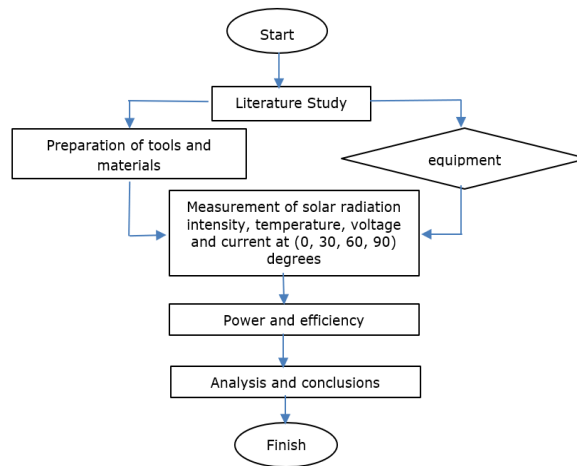 Start
Literature Study
Preparation of tools and
materials
equipment
Measurement of solar radiation
intensity, temperature, voltage
and current at (0, 30, 60, 90)
degrees
Power and efficiency
Analysis and conclusions
Finish